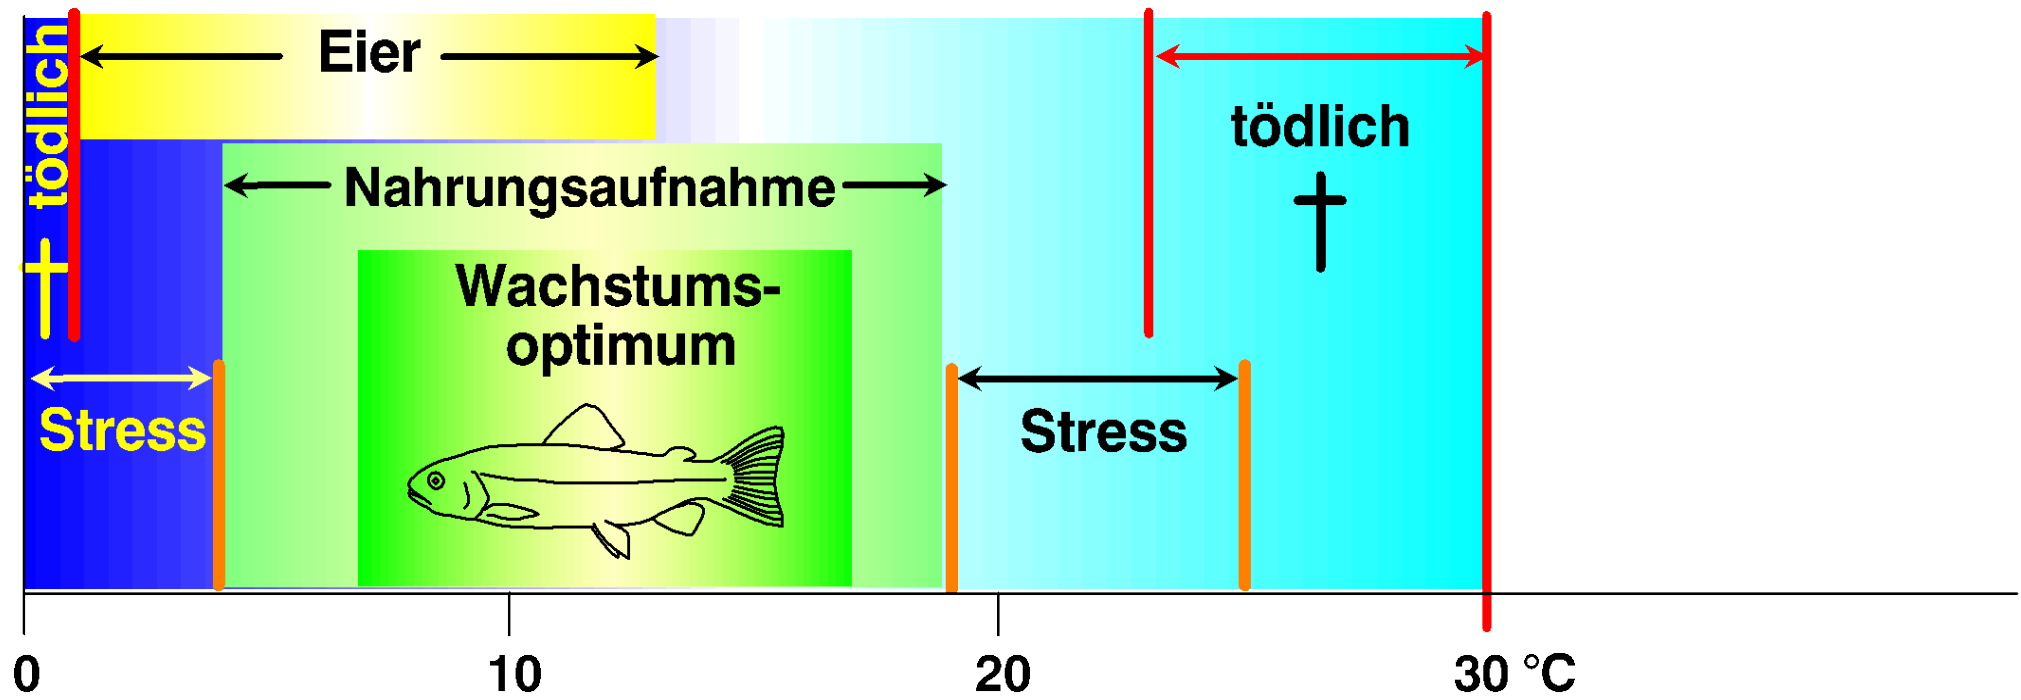 tödlich
Eier
tödlich
Nahrungsaufnahme
Wachstums-
optimum
Stress
Stress
0
10
20
30 °C